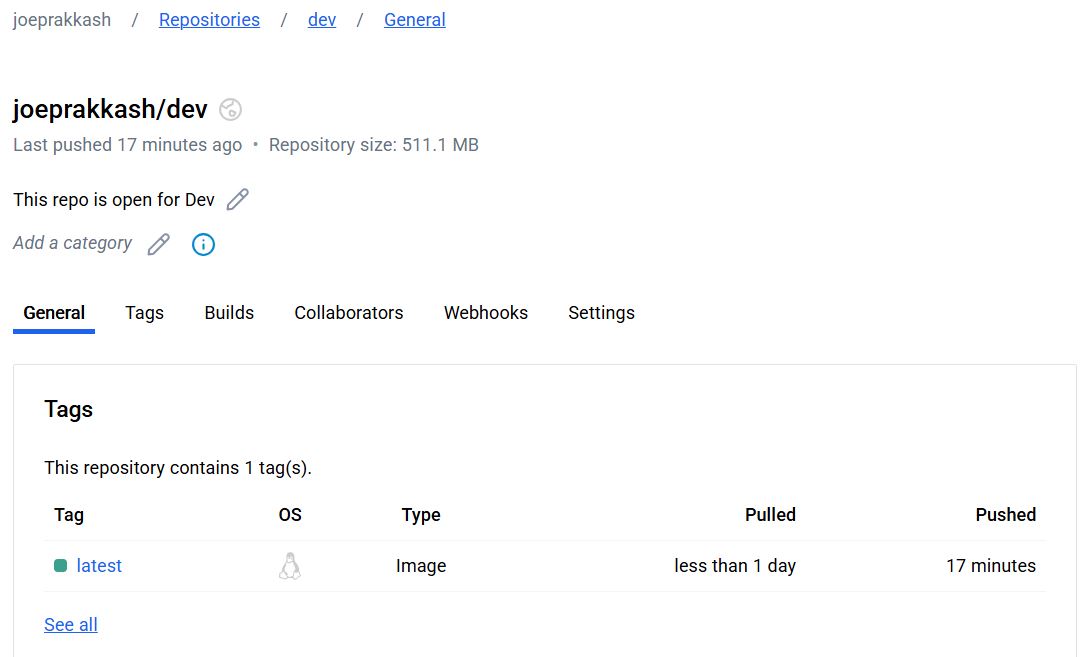 joeprakkash / Repositories / dev / General
joeprakkash/dev
Last pushed 17 minutes ago • Repository size: 511.1 MB
This repo is open for Dev
Add a category
General Tags Builds Collaborators Webhooks Settings
Tags
This repository contains 1 tag(s).
Tag OS Type Pulled Pushed
latest Image less than 1 day 17 minutes
See all